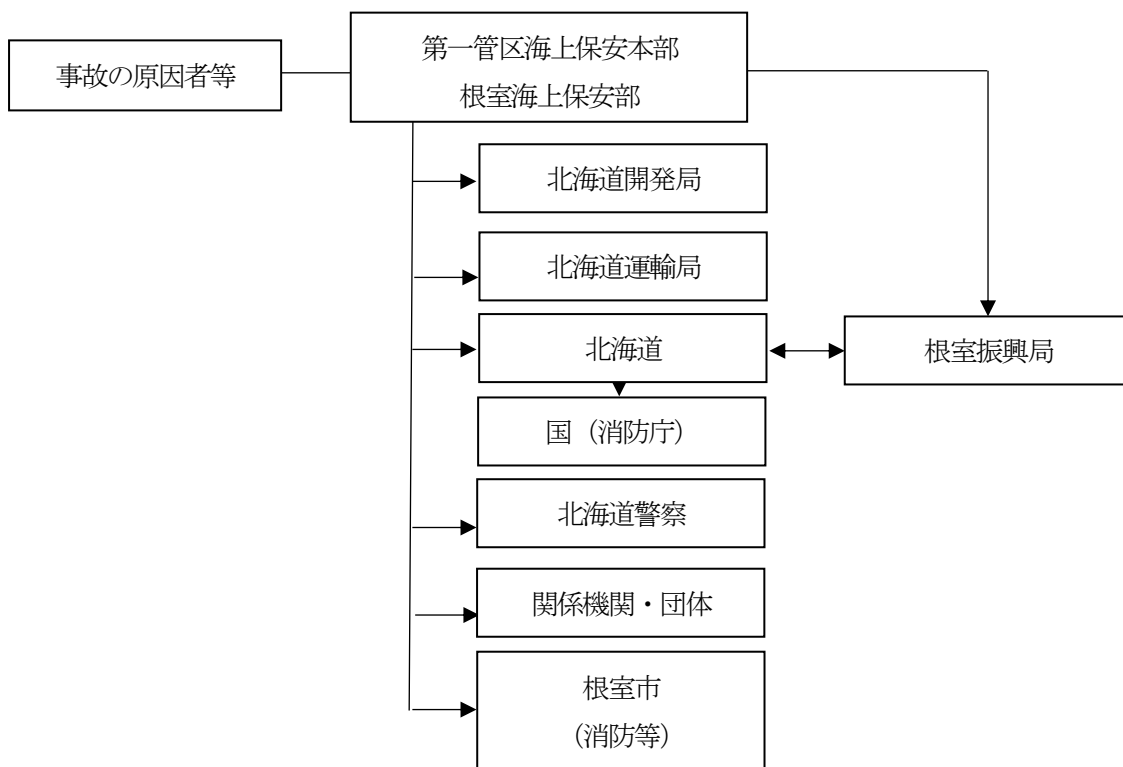 事故の原因者等
第一管区海上保安本部
根室海上保安部
北海道開発局
北海道運輸局
北海道
根室振興局
国（消防庁）
北海道警察
関係機関・団体
根室市
（消防等）